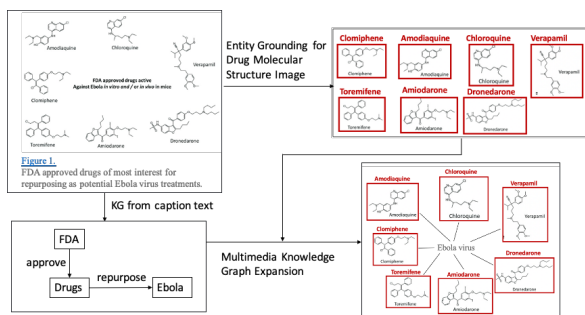 Amodiaquine
Chloroquine
Verapamil
Clomiphene
FDA approved drugs active
Against Ebola in vitro and / or in vivo in mice
Toremifene
Amiodarone
Dronedarone
Figure 1.
FDA approved drugs of most interest for
repurposing as potential Ebola virus treatments.
Entity Grounding for
Drug Molecular
Structure Image
Clomiphene
Amodiaquine
Chloroquine
Verapamil
Clomiphene
Amodiaquine
Chloroquine
Verapamil
Toremifene
Amiodarone
Dronedarone
Toremifene
Amiodarone
Dronedarone
KG from caption text
FDA
approve
Drugs
repurpose
Ebola
Multimedia Knowledge
Graph Expansion
Amodiaquine
Chloroquine
Verapamil
Amodiaquine
Chloroquine
Verapamil
Clomiphene
Clomiphene
Ebola virus
Dronedarone
Dronedarone
Toremifene
Amiodarone
Toremifene
Amiodarone